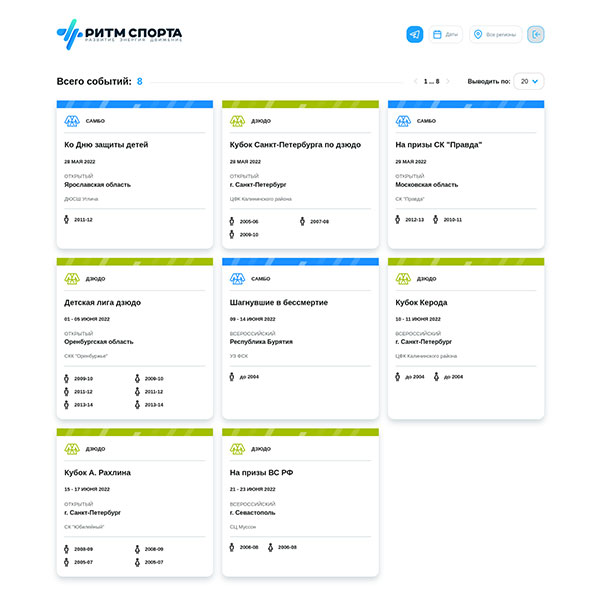 РИТМ СПОРТА
РАЗВИТИЕ ЭНЕРГИЯ ДВИЖЕНИЕ
Даты
Все регионы
Всего событий: 8
1 ... 8
Выводить по: 20
САМБО
Ко Дню защиты детей
28 МАЯ 2022
ОТКРЫТЫЙ
Ярославская область
ДЮСШ Углича
2011-12
ДЗЮДО
Кубок Санкт-Петербурга по дзюдо
28 МАЯ 2022
ОТКРЫТЫЙ
г. Санкт-Петербург
ЦФК Калининского района
2005-06 2007-08
2009-10
САМБО
На призы СК "Правда"
29 МАЯ 2022
ОТКРЫТЫЙ
Московская область
СК "Правда"
2012-13 2010-11
ДЗЮДО
Детская лига дзюдо
01 - 05 ИЮНЯ 2022
ОТКРЫТЫЙ
Оренбургская область
СКК "Оренбуржье"
2009-10 2009-10
2011-12 2011-12
2013-14 2013-14
САМБО
Шагнувшие в бессмертие
09 - 14 ИЮНЯ 2022
ВСЕРОССИЙСКИЙ
Республика Бурятия
УЗ ФСК
до 2004
ДЗЮДО
Кубок Керода
10 - 11 ИЮНЯ 2022
ВСЕРОССИЙСКИЙ
г. Санкт-Петербург
ЦФК Калининского района
до 2004 до 2004
ДЗЮДО
Кубок А. Рахлина
15 - 17 ИЮНЯ 2022
ОТКРЫТЫЙ
г. Санкт-Петербург
СК "Юбилейный"
2008-09 2008-09
2005-07 2005-07
ДЗЮДО
На призы ВС РФ
21 - 23 ИЮНЯ 2022
ВСЕРОССИЙСКИЙ
г. Севастополь
СЦ Муссон
2006-08 2006-08